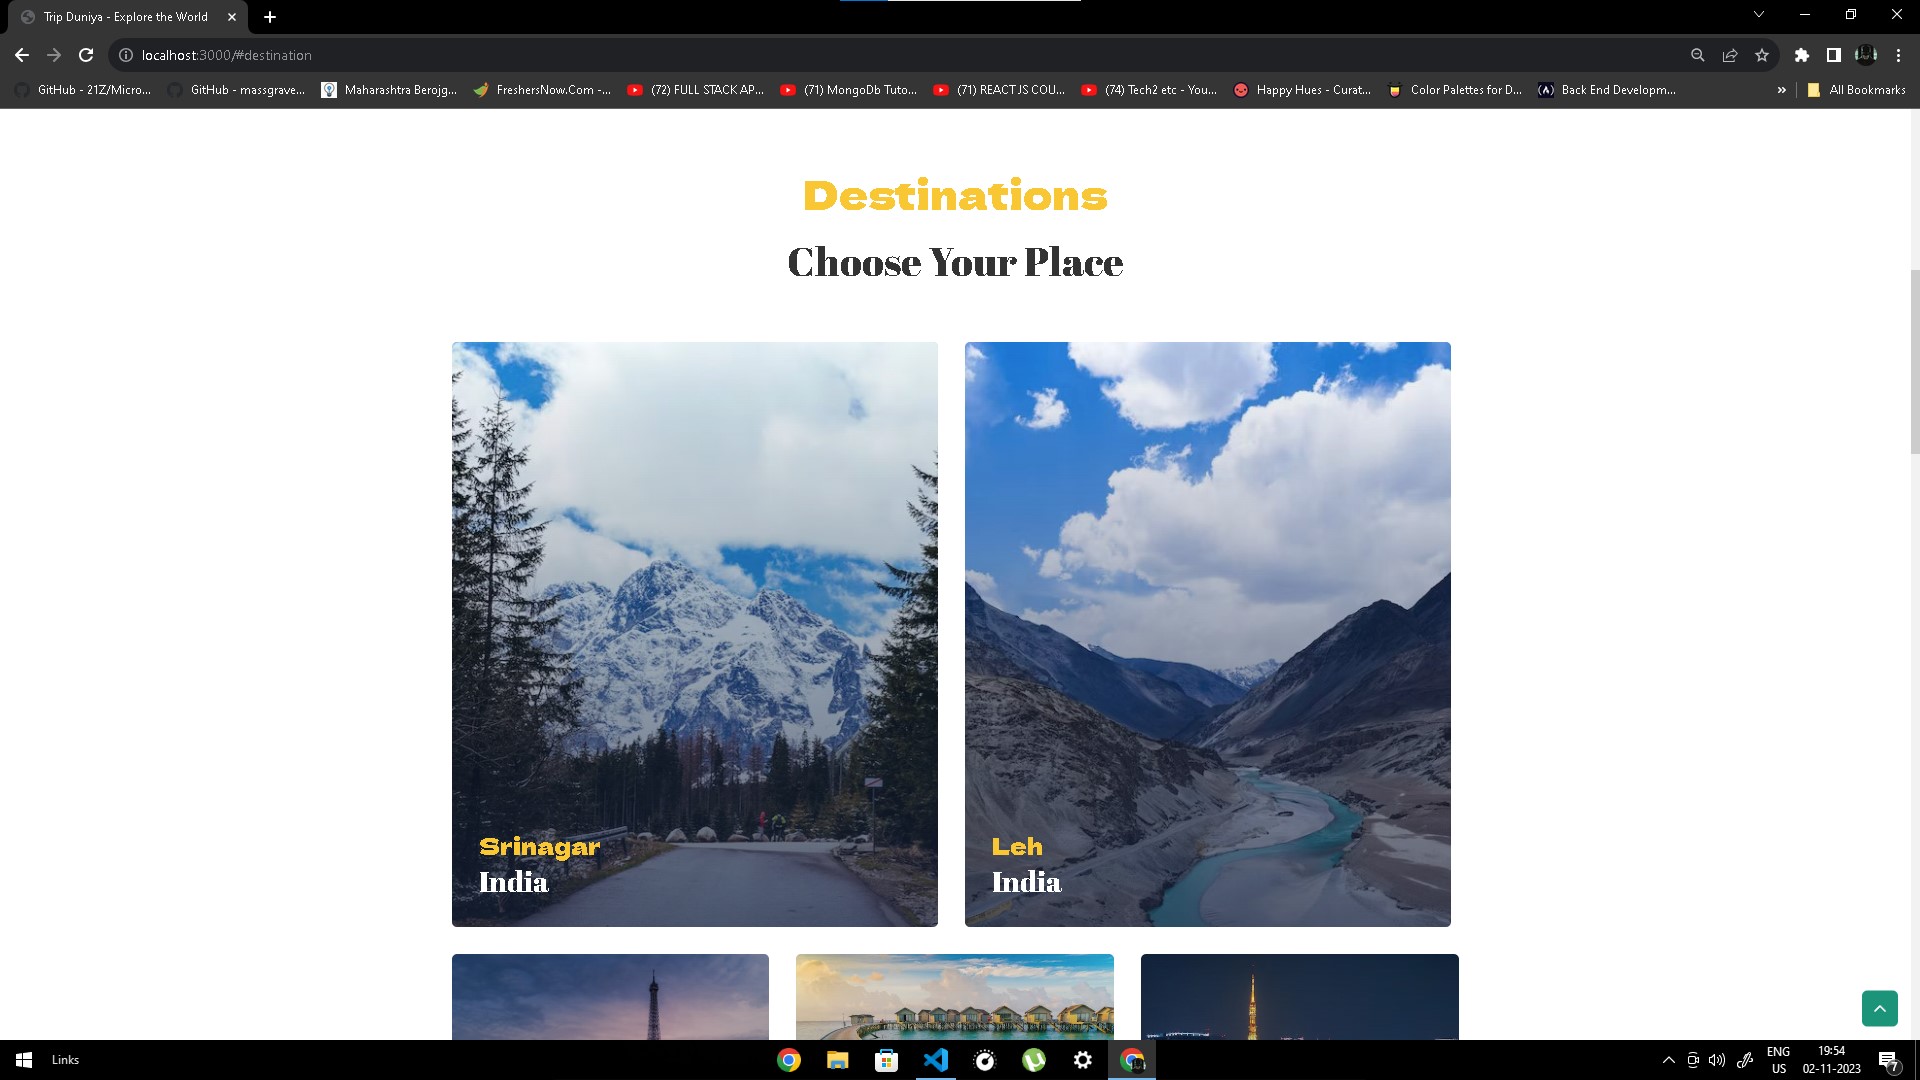 Trip Duniya - Explore the World
localhost:3000/#destination
GitHub - 21Z/Micro...
GitHub - massgrave...
Maharashtra Berojg...
FreshersNow.Com -...
(72) FULL STACK AP...
(71) MongoDb Tuto...
(71) REACT JS COU...
(74) Tech2 etc - You...
Happy Hues - Curat...
Color Palettes for D...
Back End Developm...
All Bookmarks
Destinations
Choose Your Place
Srinagar
India
Leh
India
Links
ENG
US
19:54
02-11-2023
7